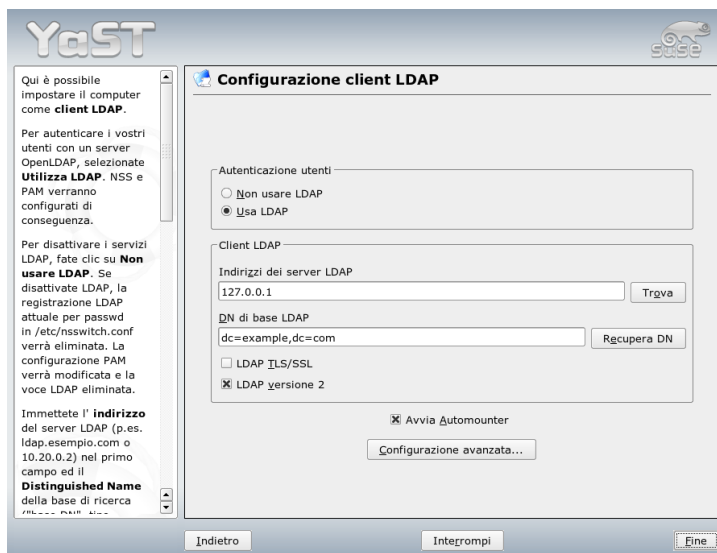 YaST
SUSE
Qui è possibile
impostare il computer
come client LDAP.
Per autenticare i vostri
utenti con un server
OpenLDAP, selezionate
Utilizza LDAP. NSS e
PAM verranno
configurati di
conseguenza.
Per disattivare i servizi
LDAP, fate clic su Non
usare LDAP. Se
disattivate LDAP, la
registrazione LDAP
attuale per passwd
in /etc/nsswitch.conf
verrà eliminata. La
configurazione PAM
verrà modificata e la
voce LDAP eliminata.
Immettete l' indirizzo
del server LDAP (p.es.
ldap.esempio.com o
10.20.0.2) nel primo
campo ed il
Distinguished Name
della base di ricerca
Configurazione client LDAP
Autenticazione utenti
Non usare LDAP
Usa LDAP
Client LDAP
Indirizzi dei server LDAP
127.0.0.1
Trova
DN di base LDAP
dc=example,dc=com
Recupera DN
LDAP TLS/SSL
LDAP versione 2
Avvia Automounter
Configurazione avanzata...
Indietro
Interrompi
Fine